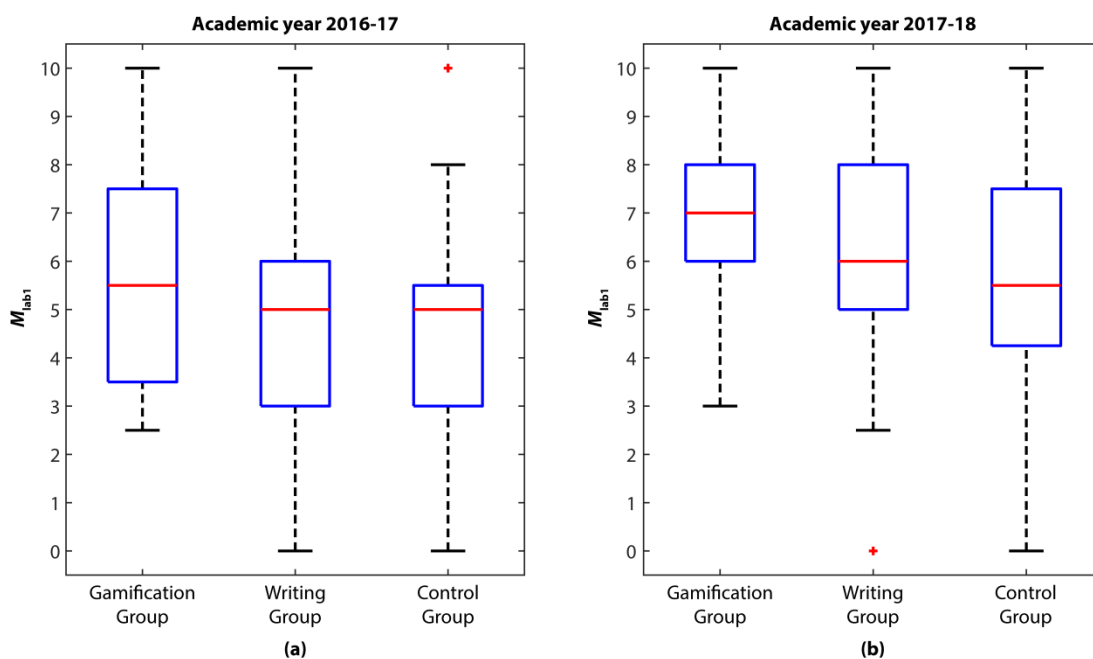 Academic year 2016-17
10
9
8
7
6
5
4
3
2
1
0
M_lab1
Gamification
Group
Writing
Group
Control
Group
(a)
Academic year 2017-18
10
9
8
7
6
5
4
3
2
1
0
M_lab1
Gamification
Group
Writing
Group
Control
Group
(b)